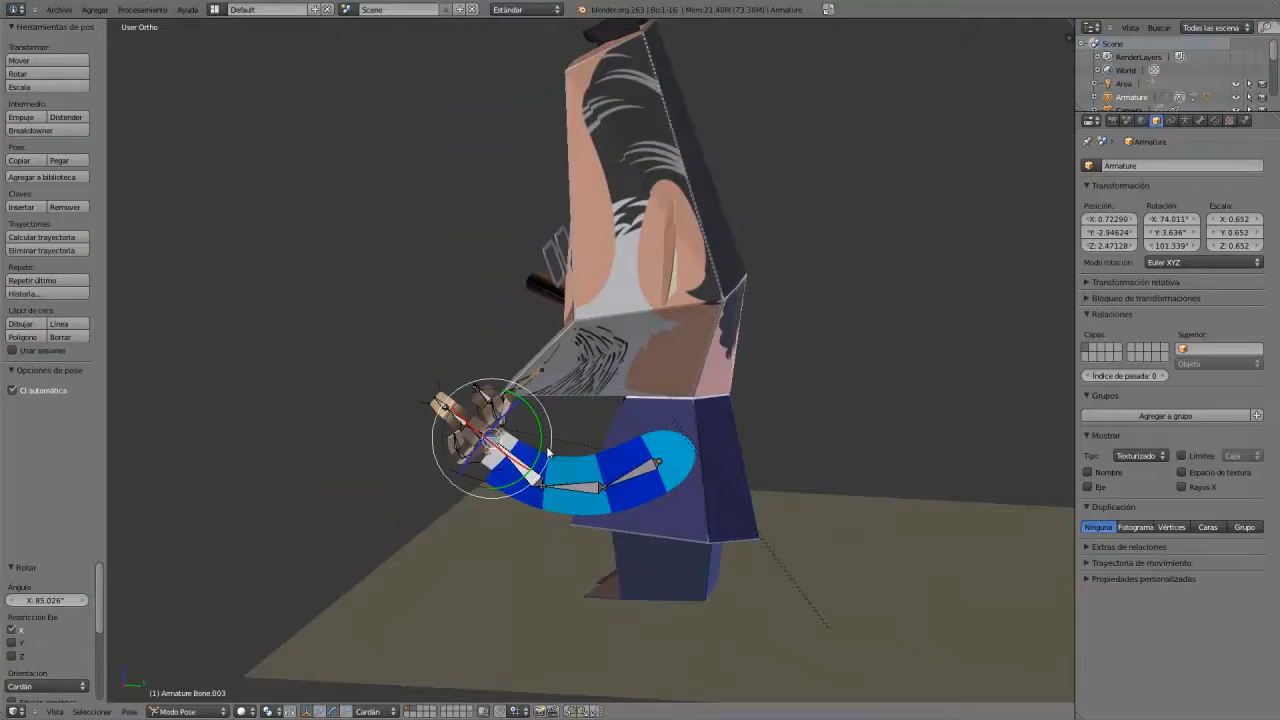 Archivo Agregar Procesamiento Ayuda Default Scene 4 Estándar blender.org 263 | Bo:1-16 | Mem:21.40M (73.38M) | Armature
Herramientas de pos
Transformar:
Mover
Rotar
Escala
Intermedio:
Empuje Distender
Breakdowner
Pose:
Copiar Pegar
Agregar a biblioteca
Claves:
Insertar Remover
Trayectorias:
Calcular trayectoria
Eliminar trayectoria
Repetir:
Repetir último
Historia...
Lápiz de cera:
Dibujar Línea
Polígono Borrar
Usar sesiones
Opciones de pose
CI automática
Rotar
Ángulo
X: 85.026°
Restricción Eje
X
Y
Z
Orientacion
Cardán
User Ortho
(1) Armature Bone.003
Vista Seleccionar Pose Modo Pose Cardán
Vista Buscar Todas las escena
Scene
RenderLayers
World
Area
Armature
Armature
Armature
Transformación
Posición: Rotación: Escala:
X: 0.72290 X: 74.011° X: 0.652
Y: -2.94624 Y: 3.636° Y: 0.652
Z: 2.47128 101.339° Z: 0.652
Modo rotación: Euler XYZ
Transformación relativa
Bloqueo de transformaciones
Relaciones
Capas: Superior:
Objeto
Índice de pasada: 0
Grupos
Agregar a grupo
Mostrar
Tipo: Texturizado Límites Caja
Nombre Espacio de textura
Eje Rayos X
Duplicación
Ninguna Fotograma Vértices Caras Grupo
Extras de relaciones
Trayectoria de movimiento
Propiedades personalizadas